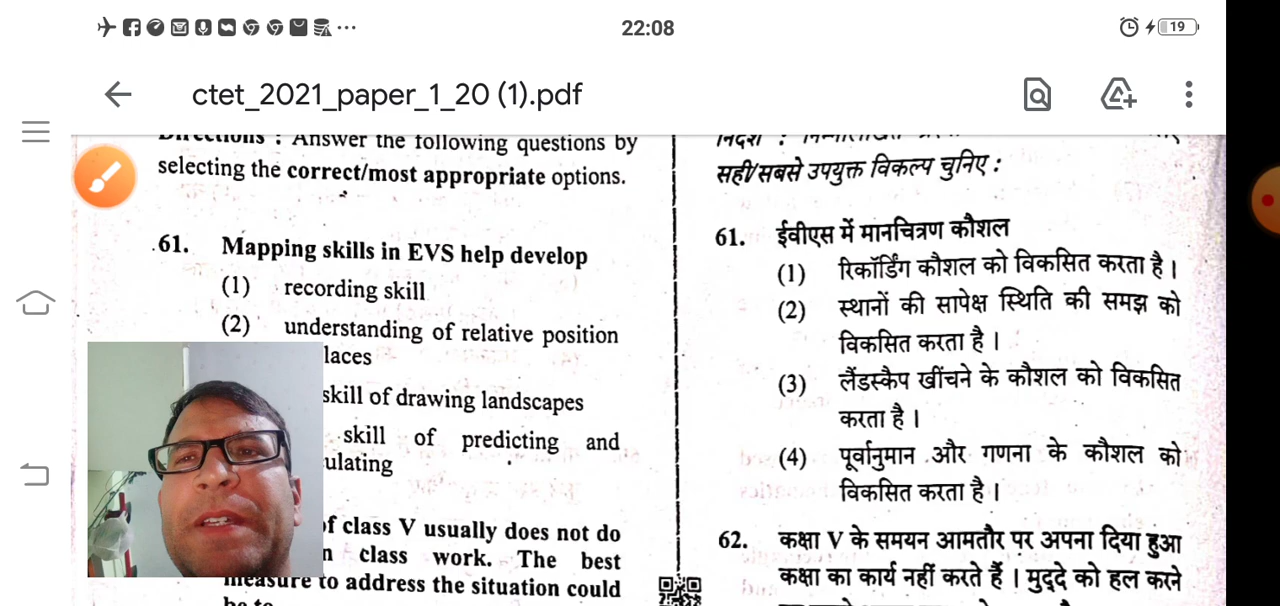 22:08
19
ctet_2021_paper_1_20 (1).pdf
Directions : Answer the following questions by
selecting the correct/most appropriate options.
61. Mapping skills in EVS help develop
(1) recording skill
(2) understanding of relative position
laces
skill of drawing landscapes
skill of predicting and
ulating
of class V usually does not do
n class work. The best
measure to address the situation could
be to
सही/सबसे उपयुक्त विकल्प चुनिए :
61. ईवीएस में मानचित्रण कौशल
(1) रिकॉर्डिंग कौशल को विकसित करता है ।
(2) स्थानों की सापेक्ष स्थिति की समझ को
विकसित करता है ।
(3) लैंडस्कैप खींचने के कौशल को विकसित
करता है ।
(4) पूर्वानुमान और गणना के कौशल को
विकसित करता है ।
62. कक्षा V के समयन आमतौर पर अपना दिया हुआ
कक्षा का कार्य नहीं करते हैं । मुद्दे को हल करने